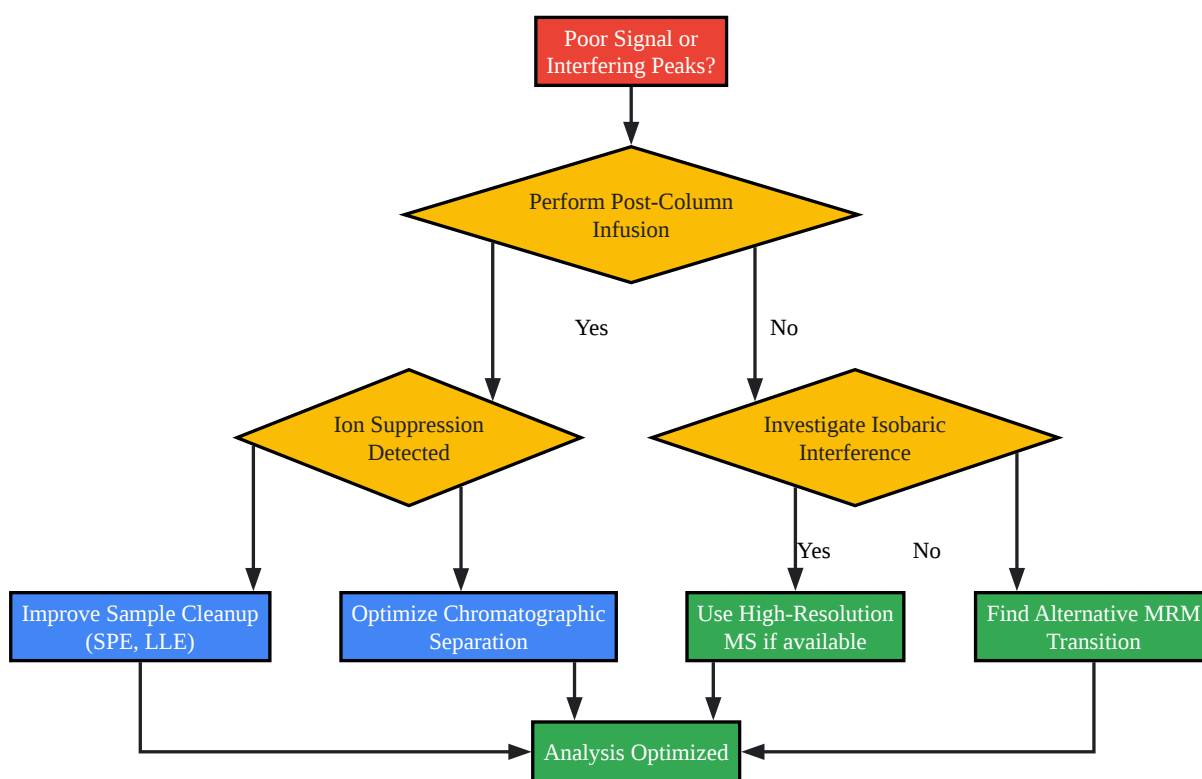 Poor Signal or
Interfering Peaks?
Perform Post-Column
Infusion
Yes
No
Ion Suppression
Detected
Investigate Isobaric
Interference
Yes
No
Improve Sample Cleanup
(SPE, LLE)
Optimize Chromatographic
Separation
Use High-Resolution
MS if available
Find Alternative MRM
Transition
Analysis Optimized